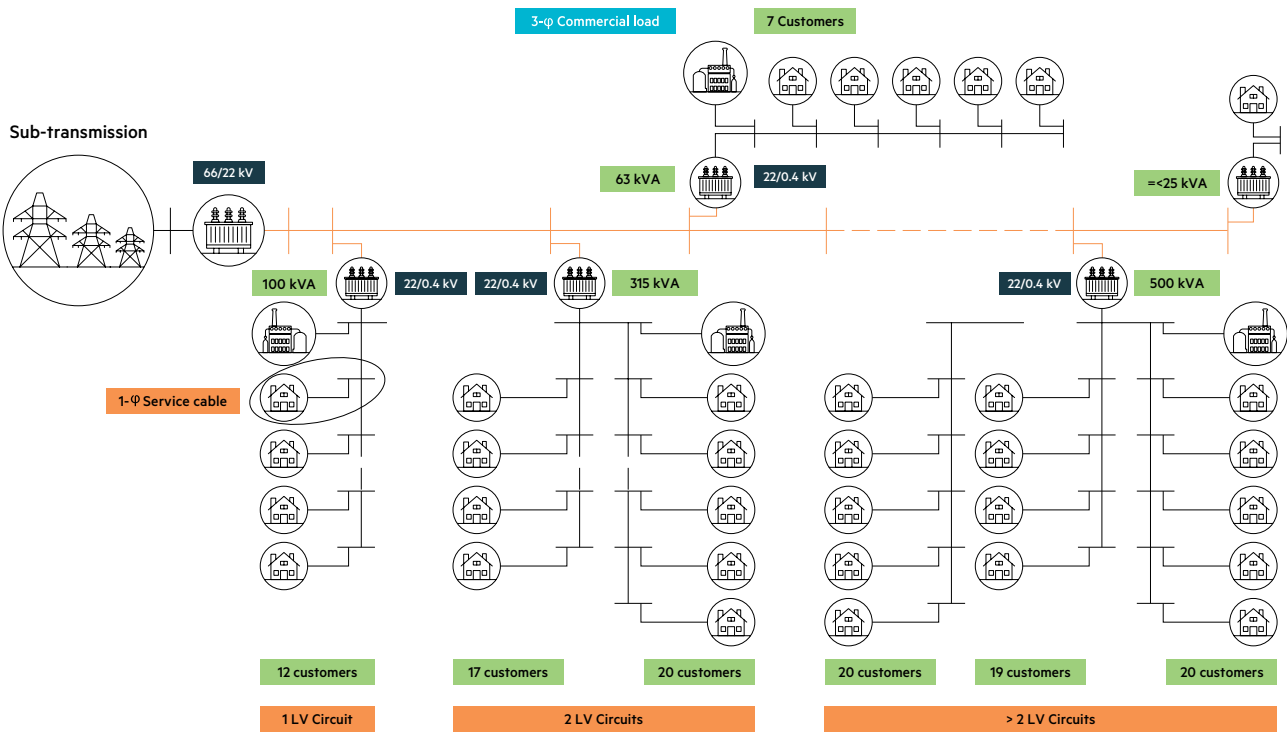 3-φ Commercial load
7 Customers
Sub-transmission
66/22 kV
63 kVA
22/0.4 kV
=<25 kVA
100 kVA
22/0.4 kV
22/0.4 kV
315 kVA
22/0.4 kV
500 kVA
1-φ Service cable
12 customers
17 customers
20 customers
20 customers
19 customers
20 customers
1 LV Circuit
2 LV Circuits
> 2 LV Circuits